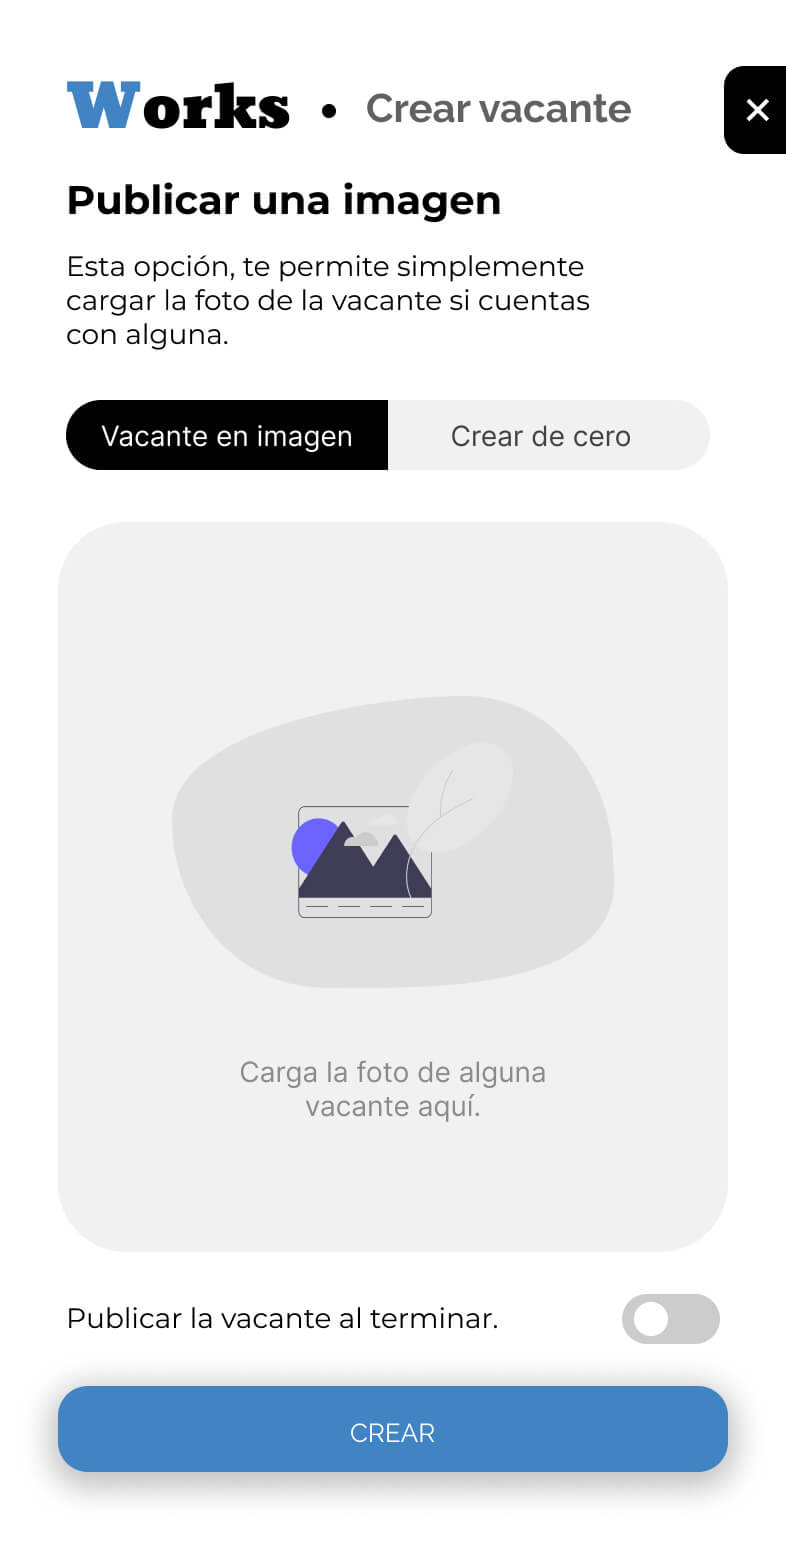 Works • Crear vacante
Publicar una imagen
Esta opción, te permite simplemente
cargar la foto de la vacante si cuentas
con alguna.
Vacante en imagen
Crear de cero
Carga la foto de alguna
vacante aquí.
Publicar la vacante al terminar.
CREAR